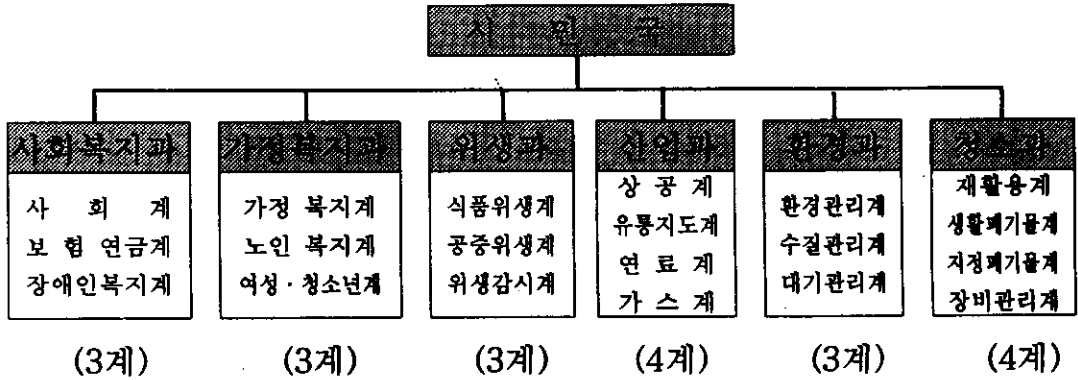 시 민 국
사회복지과
사 회 계
보 험 연금계
장애인복지계
(3계)
가정복지과
가정 복지계
노인 복지계
여성·청소년계
(3계)
위생과
식품위생계
공중위생계
위생감시계
(3계)
산업과
상 공 계
유통지도계
연 료 계
가 스 계
(4계)
환경과
환경관리계
수질관리계
대기관리계
(3계)
청소과
재활용계
생활폐기물계
지정폐기물계
장비관리계
(4계)